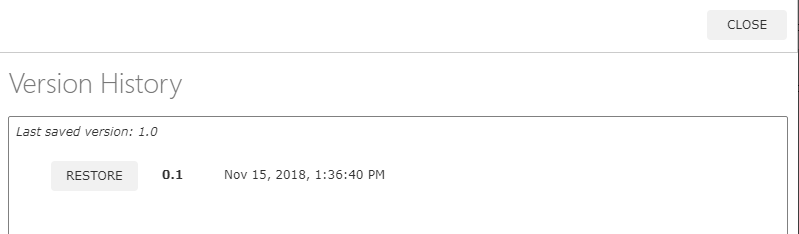 CLOSE
Version History
Last saved version: 1.0
RESTORE 0.1 Nov 15, 2018, 1:36:40 PM